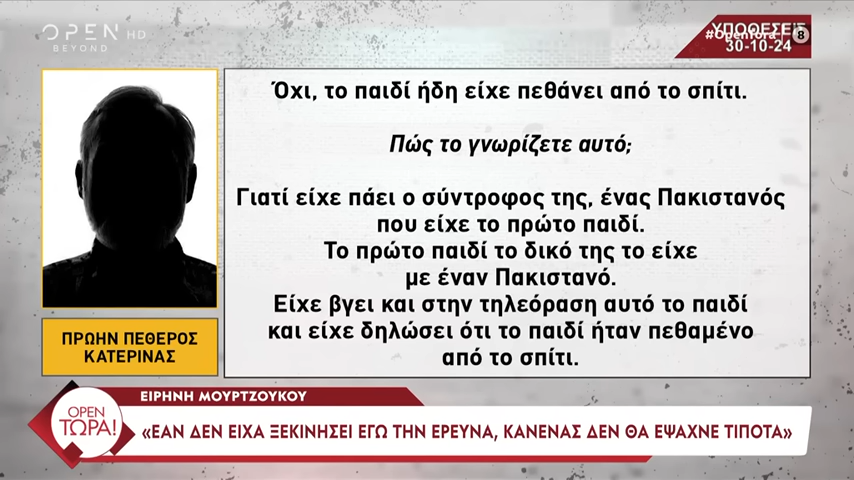 OPEN HD
BEYOND
ΥΠΟΘΕΣΕΙΣ
#Openτora
30-10-24
8
Όχι, το παιδί ήδη είχε πεθάνει από το σπίτι.
Πώς το γνωρίζετε αυτό;
Γιατί είχε πάει ο σύντροφος της, ένας Πακιστανός
που είχε το πρώτο παιδί.
Το πρώτο παιδί το δικό της το είχε
με έναν Πακιστανό.
Είχε βγει και στην τηλεόραση αυτό το παιδί
και είχε δηλώσει ότι το παιδί ήταν πεθαμένο
από το σπίτι.
ΠΡΩΗΝ ΠΕΘΕΡΟΣ
ΚΑΤΕΡΙΝΑΣ
ΕΙΡΗΝΗ ΜΟΥΡΤΖΟΥΚΟΥ
OPEN
ΤΩΡΑ!
«ΕΑΝ ΔΕΝ ΕΙΧΑ ΞΕΚΙΝΗΣΕΙ ΕΓΩ ΤΗΝ ΕΡΕΥΝΑ, ΚΑΝΕΝΑΣ ΔΕΝ ΘΑ ΕΨΑΧΝΕ ΤΙΠΟΤΑ»